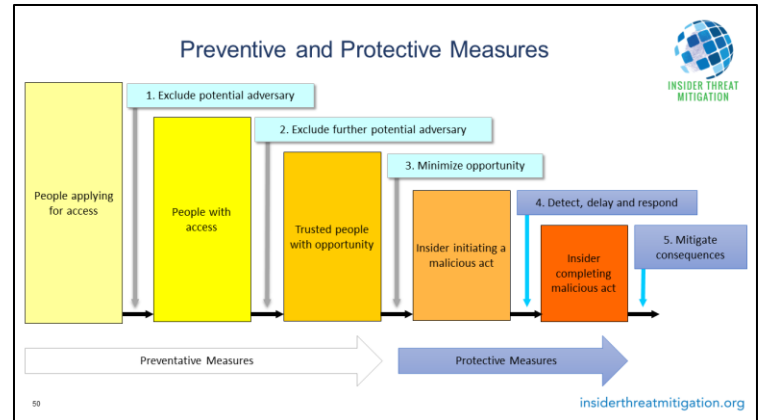 Preventive and Protective Measures
INSIDER THREAT
MITIGATION
1. Exclude potential adversary
2. Exclude further potential adversary
3. Minimize opportunity
4. Detect, delay and respond
5. Mitigate
consequences
People applying
for access
People with
access
Trusted people
with opportunity
Insider initiating a
malicious act
Insider
completing
malicious act
Preventative Measures
Protective Measures
50
insiderthreatmitigation.org